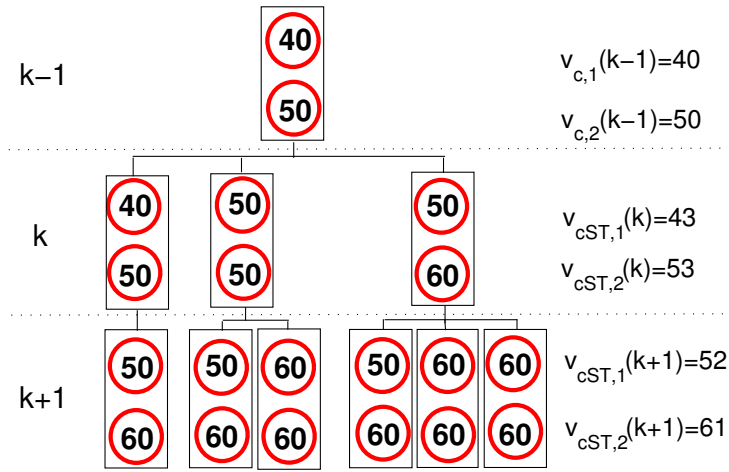 k−1
40
50
v_{c,1}(k−1)=40
v_{c,2}(k−1)=50
k
40 50 50
50 50 60
v_{cST,1}(k)=43
v_{cST,2}(k)=53
k+1
50 50 60 50 60 60
60 60 60 60 60 60
v_{cST,1}(k+1)=52
v_{cST,2}(k+1)=61